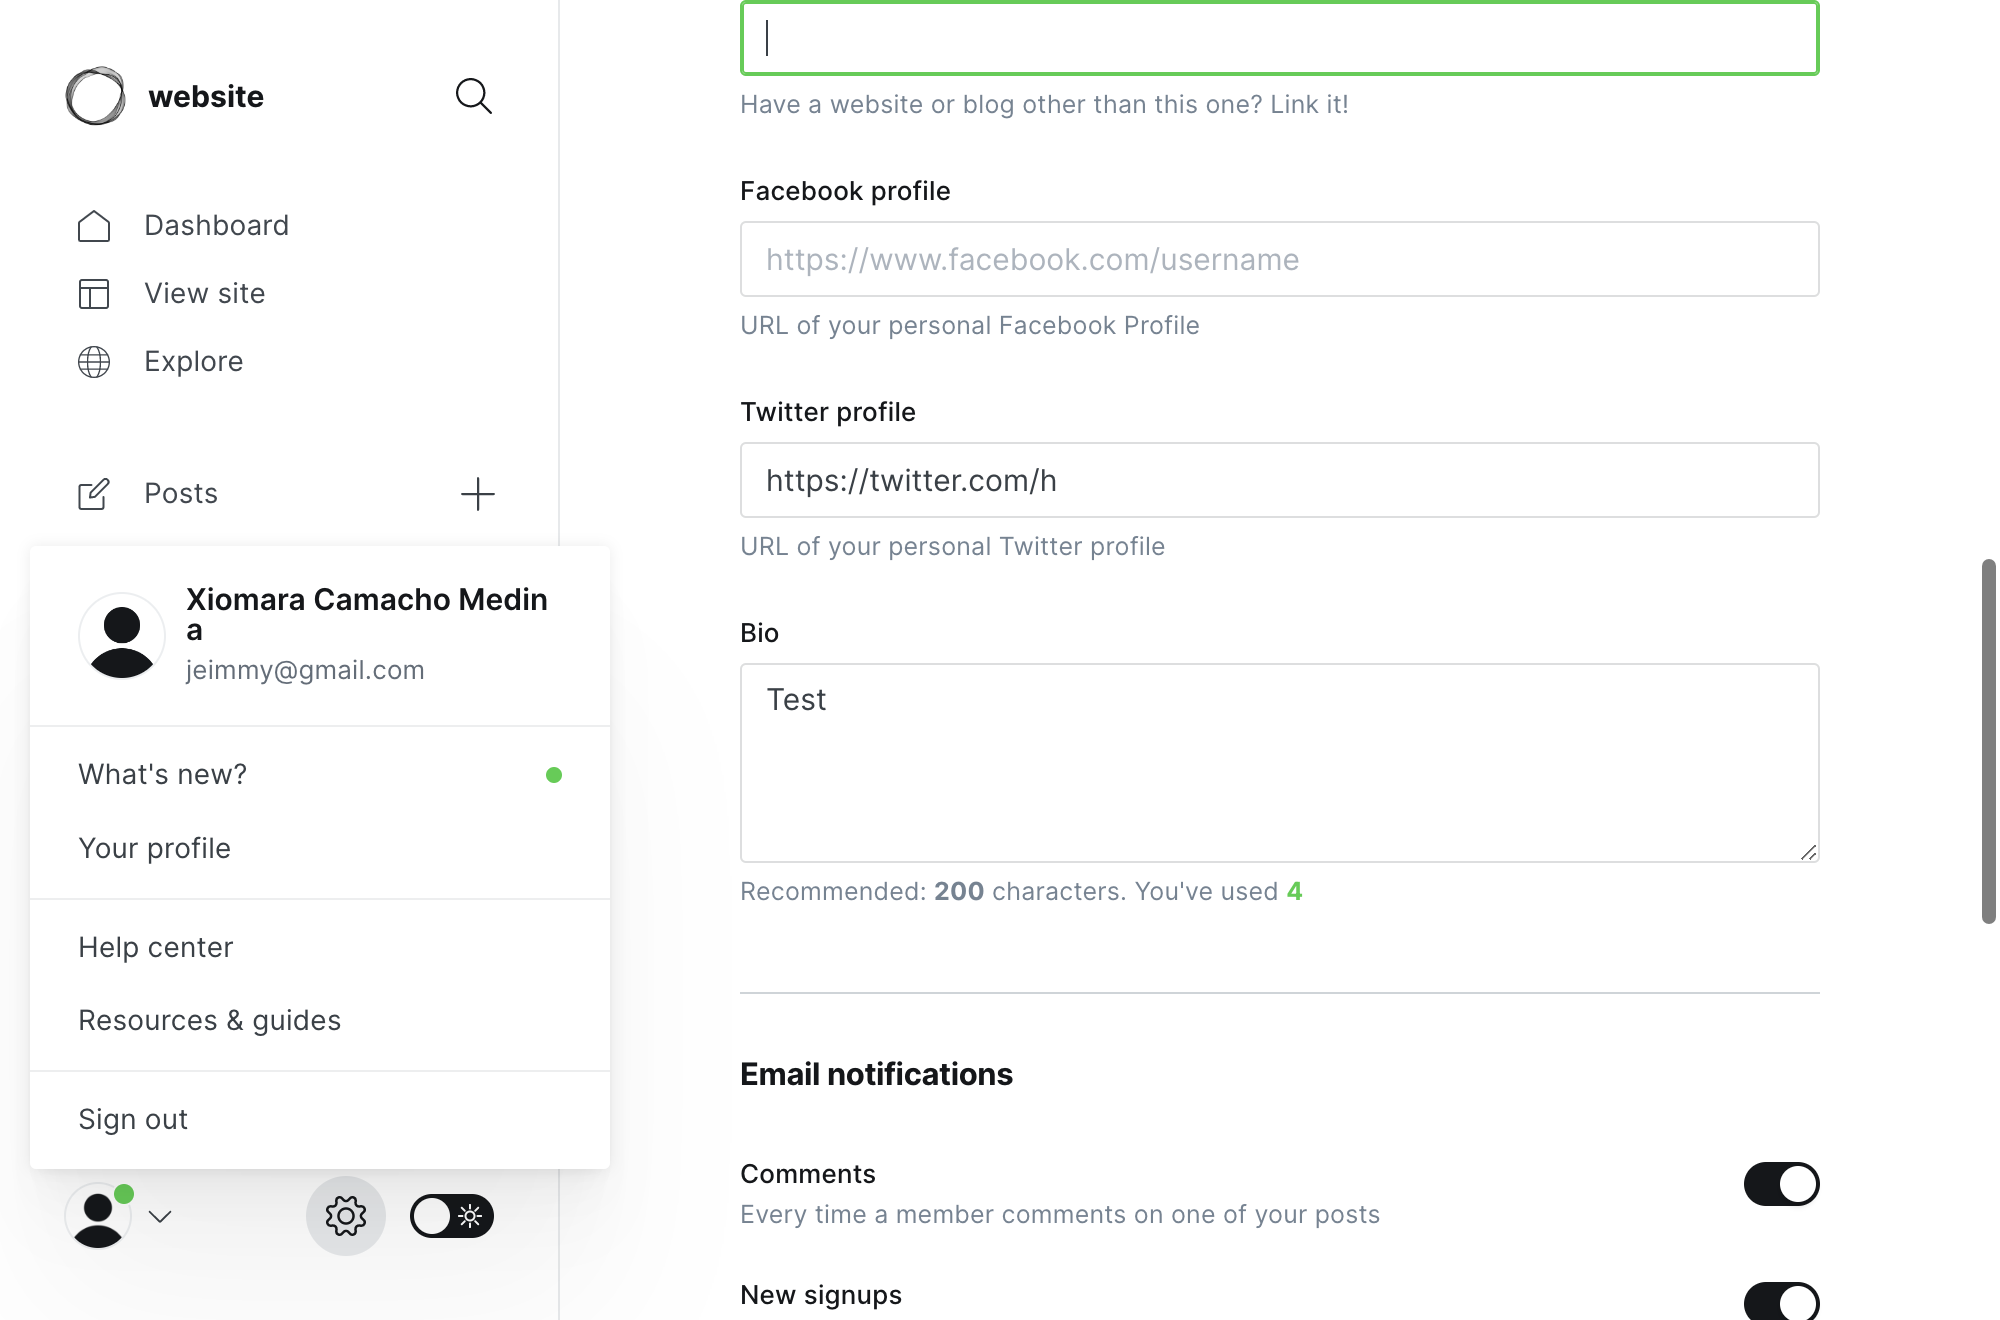 website
Dashboard
View site
Explore
Posts
Xiomara Camacho Medin
a
jeimmy@gmail.com
What's new?
Your profile
Help center
Resources & guides
Sign out
Have a website or blog other than this one? Link it!
Facebook profile
https://www.facebook.com/username
URL of your personal Facebook Profile
Twitter profile
https://twitter.com/h
URL of your personal Twitter profile
Bio
Test
Recommended: 200 characters. You've used 4
Email notifications
Comments
Every time a member comments on one of your posts
New signups